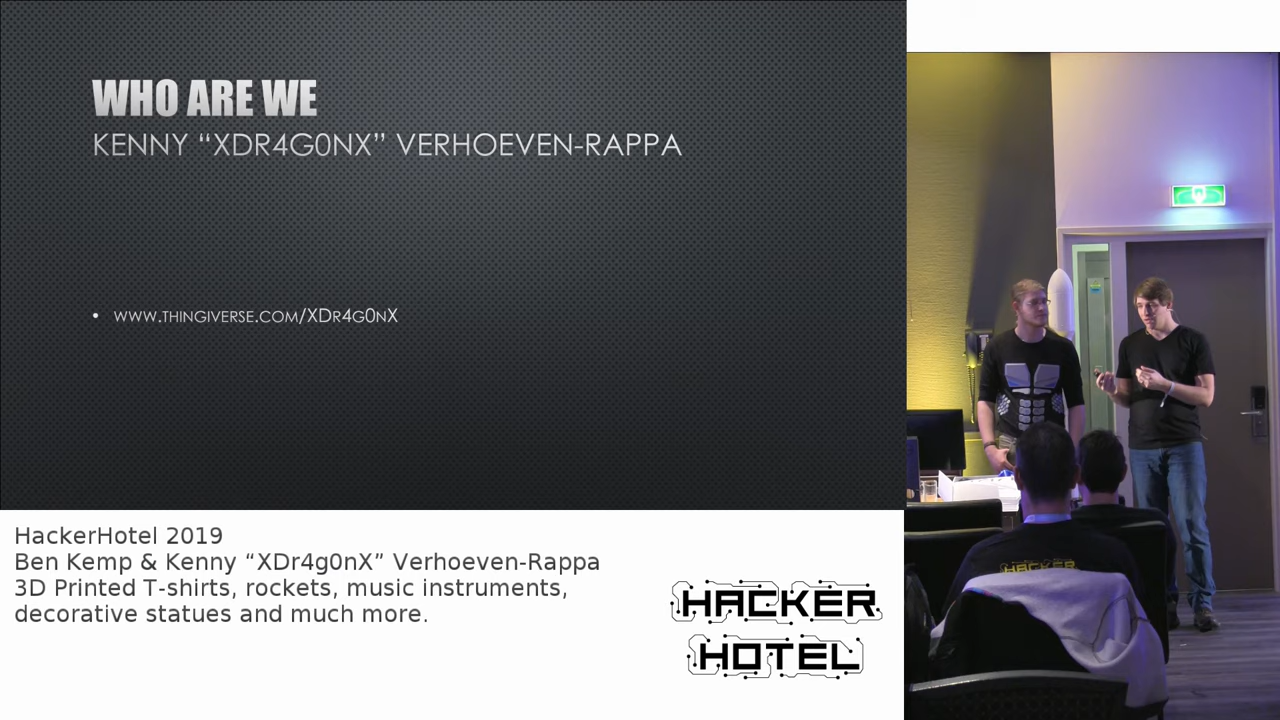 WHO ARE WE
KENNY “XDR4G0NX” VERHOEVEN-RAPPA
• WWW.THINGIVERSE.COM/XDR4G0NX
HackerHotel 2019
Ben Kemp & Kenny “XDr4g0nX” Verhoeven-Rappa
3D Printed T-shirts, rockets, music instruments,
decorative statues and much more.
HACKER
HOTEL
HACKER